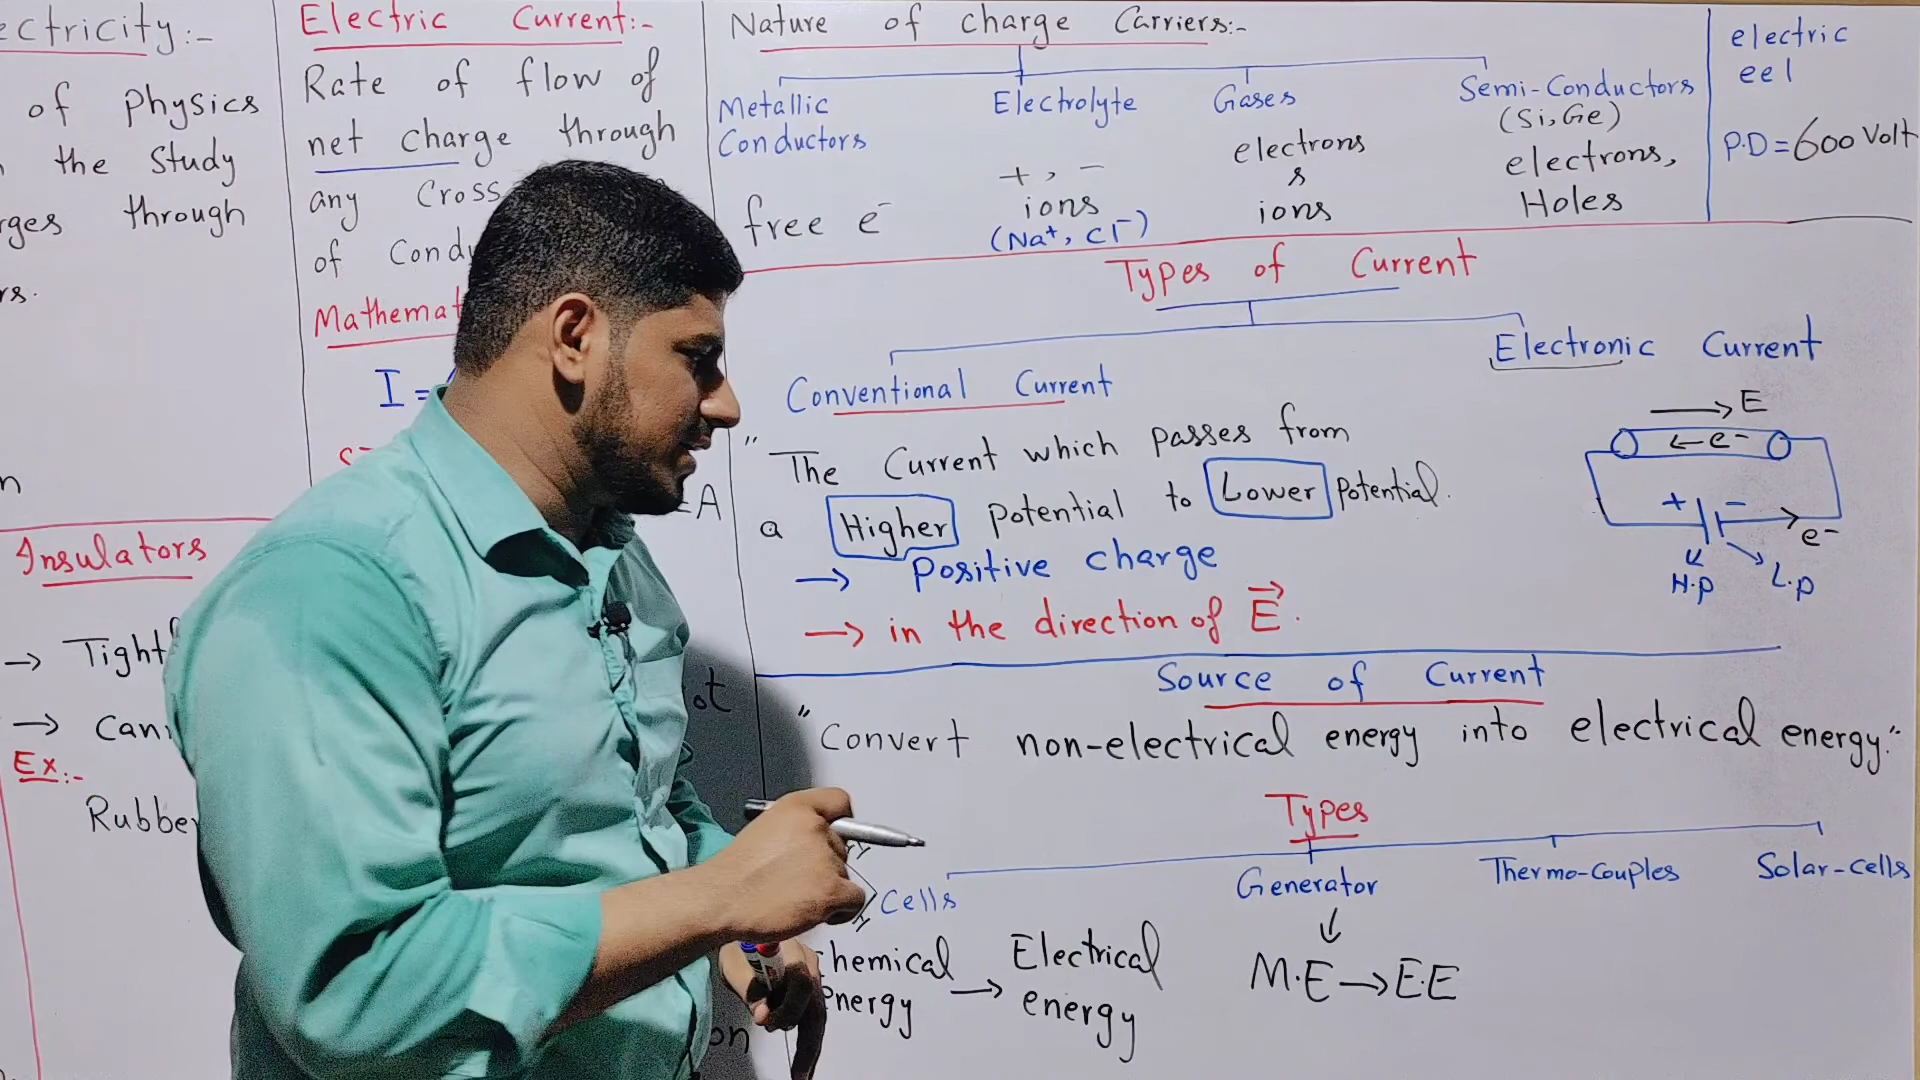 ectricity:-
of Physics
the Study
rges through
rs.
n
Insulators
→ Tight
→ Can
Ex:-
Rubber
Electric Current:-
Rate of flow of
net charge through
any Cross
of Condu
Mathemat
I =
A
ot
on
Nature of charge Carriers:-
Metallic
Conductors
free e⁻
Electrolyte
+, -
ions
(Na⁺, Cl⁻)
Gases
electrons
&
ions
Semi-Conductors
(Si, Ge)
electrons,
Holes
electric
eel
P.D = 600 Volt
Types of Current
Conventional Current
Electronic Current
"The Current which passes from
a Higher Potential to Lower Potential.
→ Positive charge
→ in the direction of E⃗.
→ E
← e⁻
+ -
e⁻
H.p L.p
Source of Current
"Convert non-electrical energy into electrical energy."
Types
Cells
Generator
Thermo-Couples
Solar-cells
chemical
energy → Electrical
energy
↓
M.E → E.E